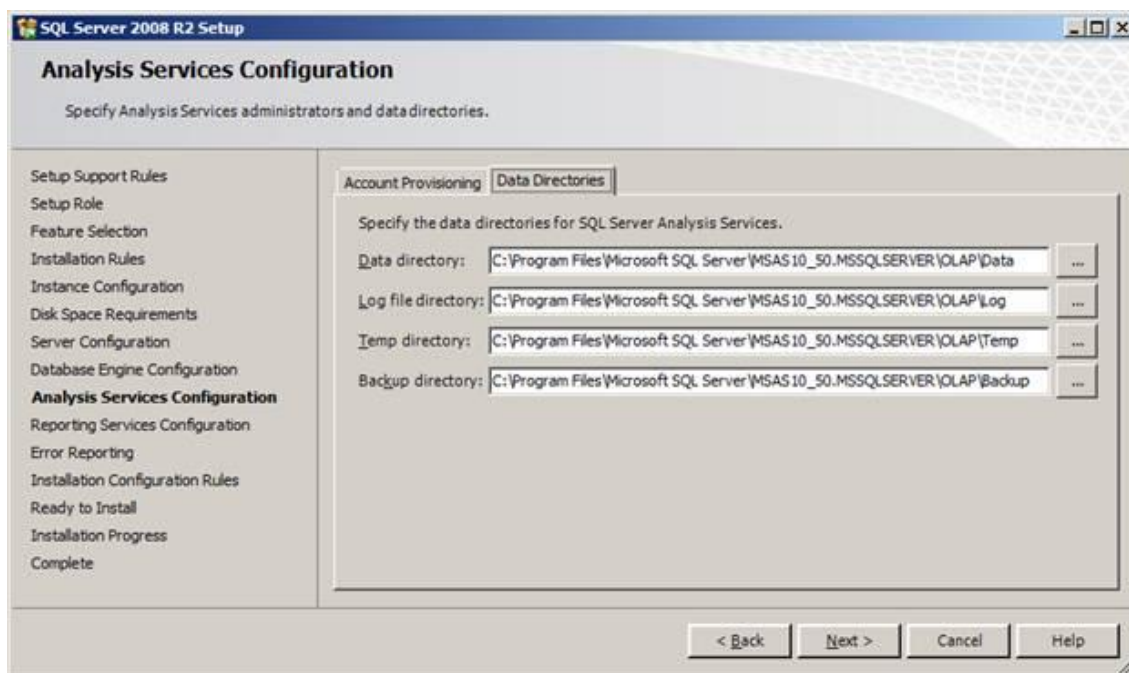 SQL Server 2008 R2 Setup
Analysis Services Configuration
Specify Analysis Services administrators and data directories.
Setup Support Rules
Setup Role
Feature Selection
Installation Rules
Instance Configuration
Disk Space Requirements
Server Configuration
Database Engine Configuration
Analysis Services Configuration
Reporting Services Configuration
Error Reporting
Installation Configuration Rules
Ready to Install
Installation Progress
Complete
Account Provisioning Data Directories
Specify the data directories for SQL Server Analysis Services.
Data directory: C:\Program Files\Microsoft SQL Server\MSAS10_50.MSSQLSERVER\OLAP\Data ...
Log file directory: C:\Program Files\Microsoft SQL Server\MSAS10_50.MSSQLSERVER\OLAP\Log ...
Temp directory: C:\Program Files\Microsoft SQL Server\MSAS10_50.MSSQLSERVER\OLAP\Temp ...
Backup directory: C:\Program Files\Microsoft SQL Server\MSAS10_50.MSSQLSERVER\OLAP\Backup ...
< Back Next > Cancel Help